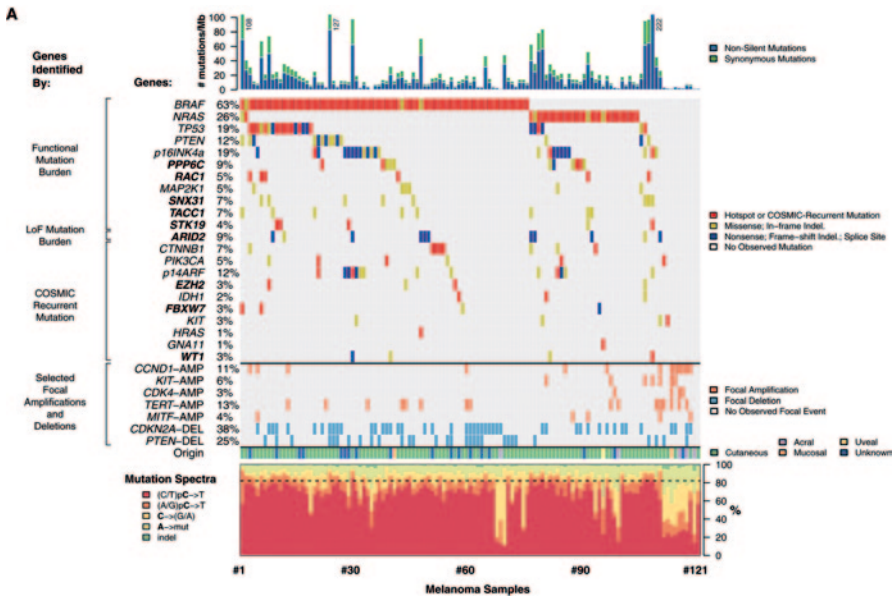 A
Genes
Identified
By:
Genes:
# mutations/Mb
100
80
60
40
20
0
108
127
222
Non-Silent Mutations
Synonymous Mutations
Functional
Mutation
Burden
LoF Mutation
Burden
COSMIC
Recurrent
Mutation
BRAF 63%
NRAS 26%
TP53 19%
PTEN 12%
p16INK4a 19%
PPP6C 9%
RAC1 5%
MAP2K1 5%
SNX31 7%
TACC1 7%
STK19 4%
ARID2 9%
CTNNB1 7%
PIK3CA 5%
p14ARF 12%
EZH2 3%
IDH1 2%
FBXW7 3%
KIT 3%
HRAS 1%
GNA11 1%
WT1 3%
Hotspot or COSMIC-Recurrent Mutation
Missense; In-frame Indel.
Nonsense; Frame-shift Indel.; Splice Site
No Observed Mutation
Selected
Focal
Amplifications
and
Deletions
CCND1-AMP 11%
KIT-AMP 6%
CDK4-AMP 3%
TERT-AMP 13%
MITF-AMP 4%
CDKN2A-DEL 38%
PTEN-DEL 25%
Origin
Focal Amplification
Focal Deletion
No Observed Focal Event
Acral Uveal
Cutaneous Mucosal Unknown
Mutation Spectra
(C/T)pC->T
(A/G)pC->T
C->(G/A)
A->mut
indel
100
80
60
40
20
0
%
#1 #30 #60 #90 #121
Melanoma Samples